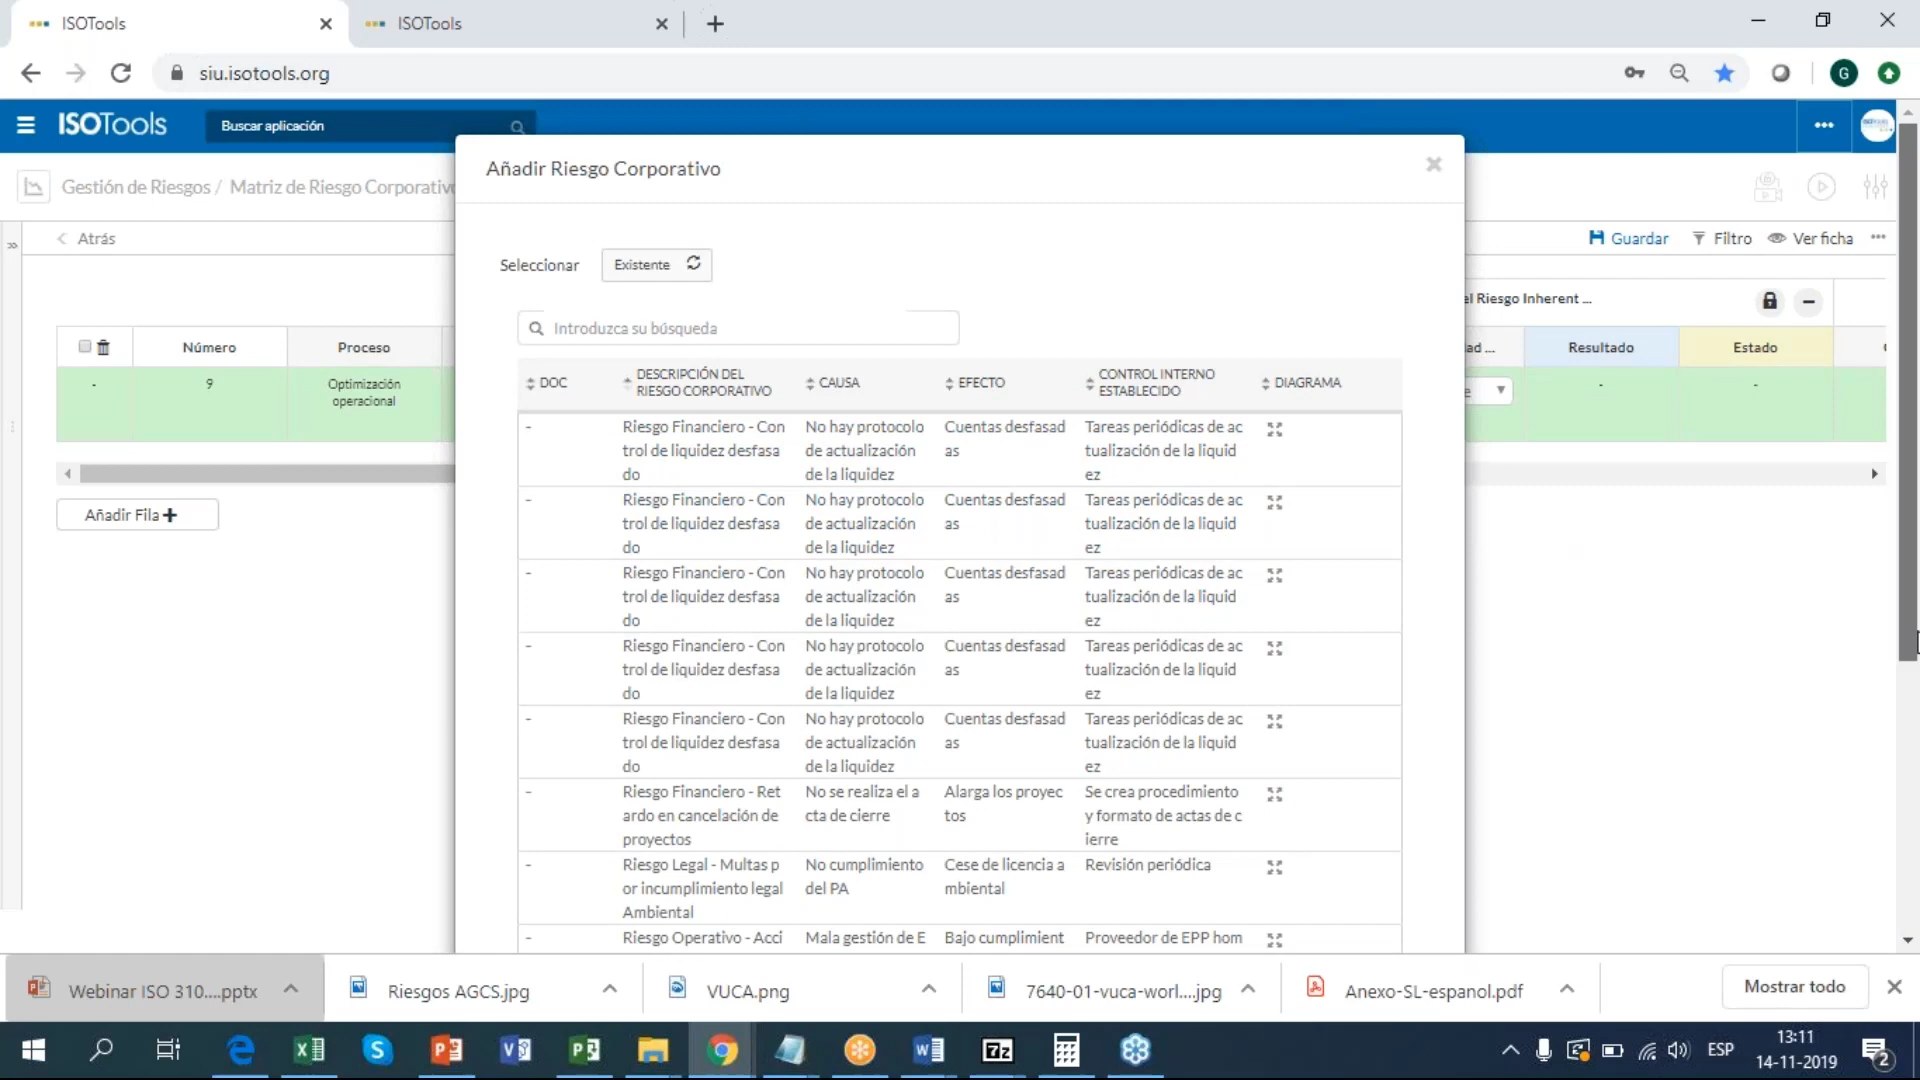 ISOTools
ISOTools
siu.isotools.org
G
ISOTools
Buscar aplicación
Añadir Riesgo Corporativo
Gestión de Riesgos / Matriz de Riesgo Corporativo
Atrás
Guardar
Filtro
Ver ficha
Seleccionar
Existente
el Riesgo Inherent ...
Introduzca su búsqueda
Número
Proceso
ad ...
Resultado
Estado
DOC
DESCRIPCIÓN DEL
RIESGO CORPORATIVO
CAUSA
EFECTO
CONTROL INTERNO
ESTABLECIDO
DIAGRAMA
-
9
Optimización
operacional
e
-
-
-
Riesgo Financiero - Con
trol de liquidez desfasa
do
No hay protocolo
de actualización
de la liquidez
Cuentas desfasad
as
Tareas periódicas de ac
tualización de la liquid
ez
-
Riesgo Financiero - Con
trol de liquidez desfasa
do
No hay protocolo
de actualización
de la liquidez
Cuentas desfasad
as
Tareas periódicas de ac
tualización de la liquid
ez
Añadir Fila
-
Riesgo Financiero - Con
trol de liquidez desfasa
do
No hay protocolo
de actualización
de la liquidez
Cuentas desfasad
as
Tareas periódicas de ac
tualización de la liquid
ez
-
Riesgo Financiero - Con
trol de liquidez desfasa
do
No hay protocolo
de actualización
de la liquidez
Cuentas desfasad
as
Tareas periódicas de ac
tualización de la liquid
ez
-
Riesgo Financiero - Con
trol de liquidez desfasa
do
No hay protocolo
de actualización
de la liquidez
Cuentas desfasad
as
Tareas periódicas de ac
tualización de la liquid
ez
-
Riesgo Financiero - Ret
ardo en cancelación de
proyectos
No se realiza el a
cta de cierre
Alarga los proyec
tos
Se crea procedimiento
y formato de actas de c
ierre
-
Riesgo Legal - Multas p
or incumplimiento legal
Ambiental
No cumplimiento
del PA
Cese de licencia a
mbiental
Revisión periódica
-
Riesgo Operativo - Acci
Mala gestión de E
Bajo cumplimient
Proveedor de EPP hom
Webinar ISO 310....pptx
Riesgos AGCS.jpg
VUCA.png
7640-01-vuca-worl....jpg
Anexo-SL-espanol.pdf
Mostrar todo
ESP
13:11
14-11-2019
2